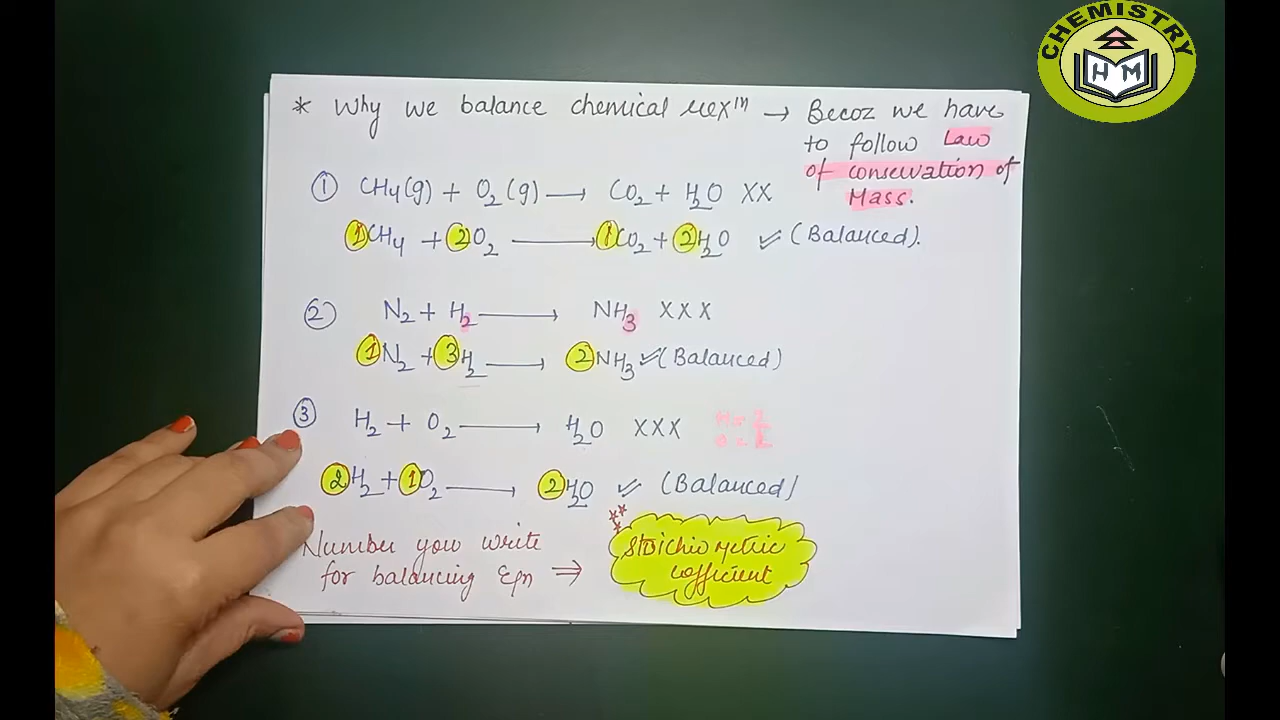 CHEMISTRY
HM
* Why we balance chemical rexⁿ → Becoz we have
to follow Law
of conservation of
Mass.
① CH4(g) + O2(g) → CO2 + H2O XX
1CH4 + 2O2 → 1CO2 + 2H2O ✓ (Balanced).
② N2 + H2 → NH3 XXX
1N2 + 3H2 → 2NH3 ✓ (Balanced)
③ H2 + O2 → H2O XXX
2H2 + 1O2 → 2H2O ✓ (Balanced)
Number you write
for balancing Eqn ⇒
Stoichiometric
cofficient